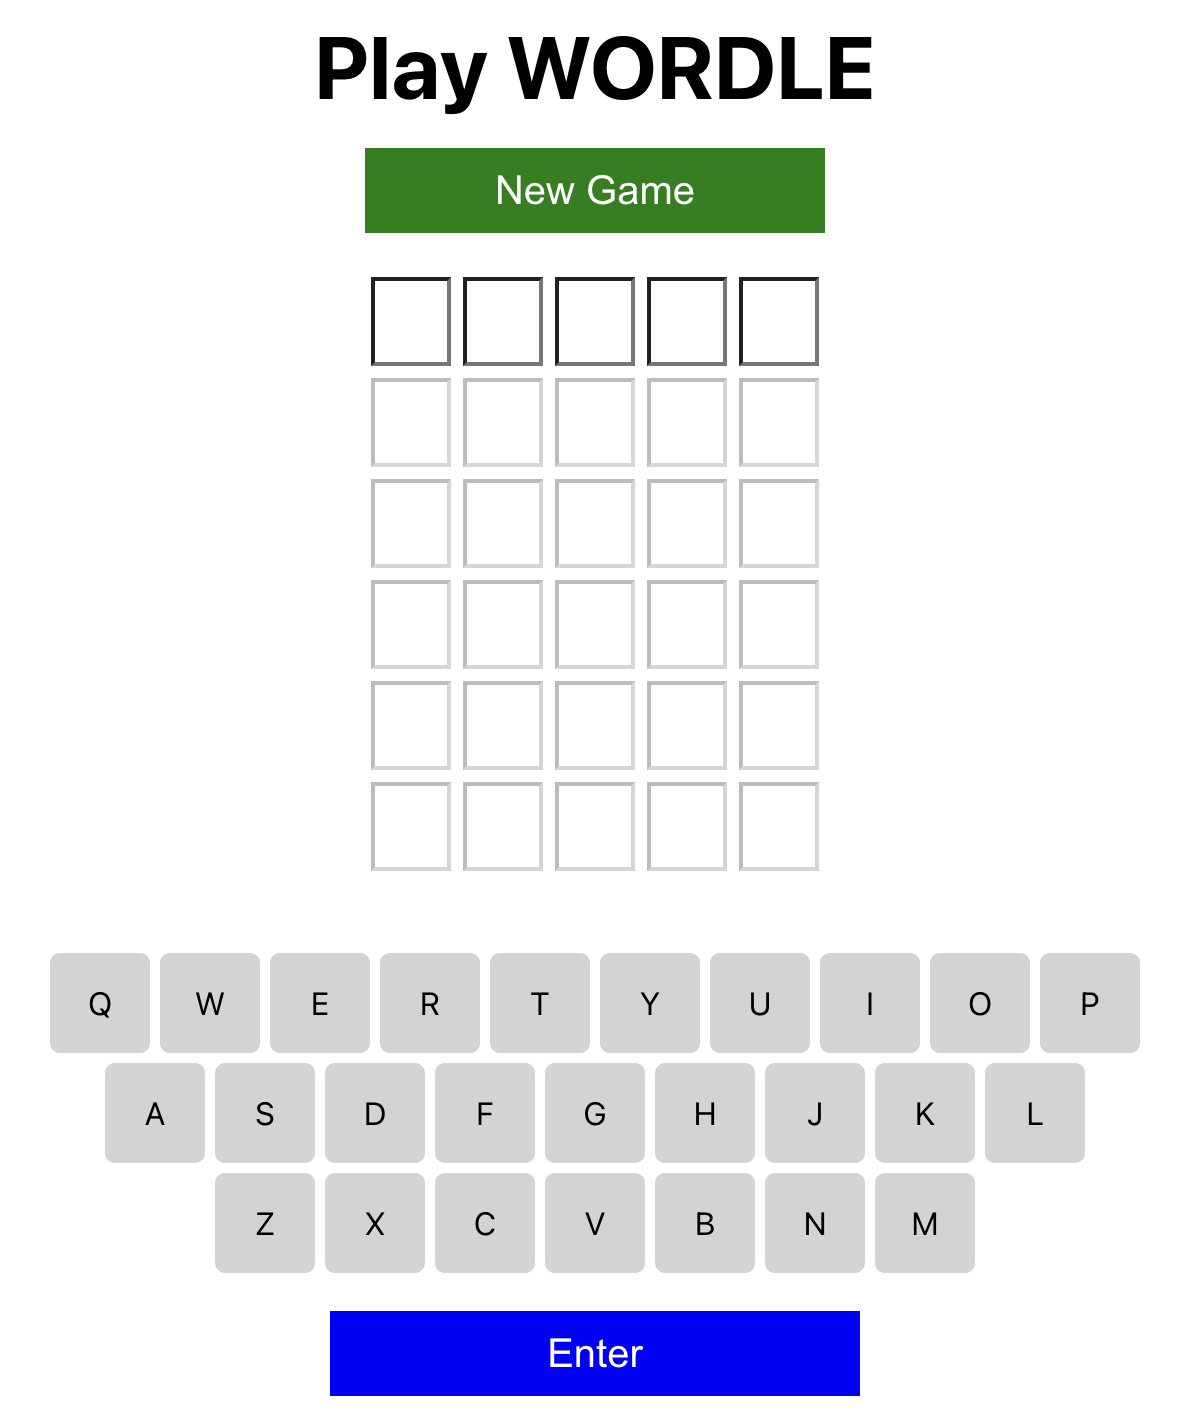 Play WORDLE
New Game
Q W E R T Y U I O P
A S D F G H J K L
Z X C V B N M
Enter